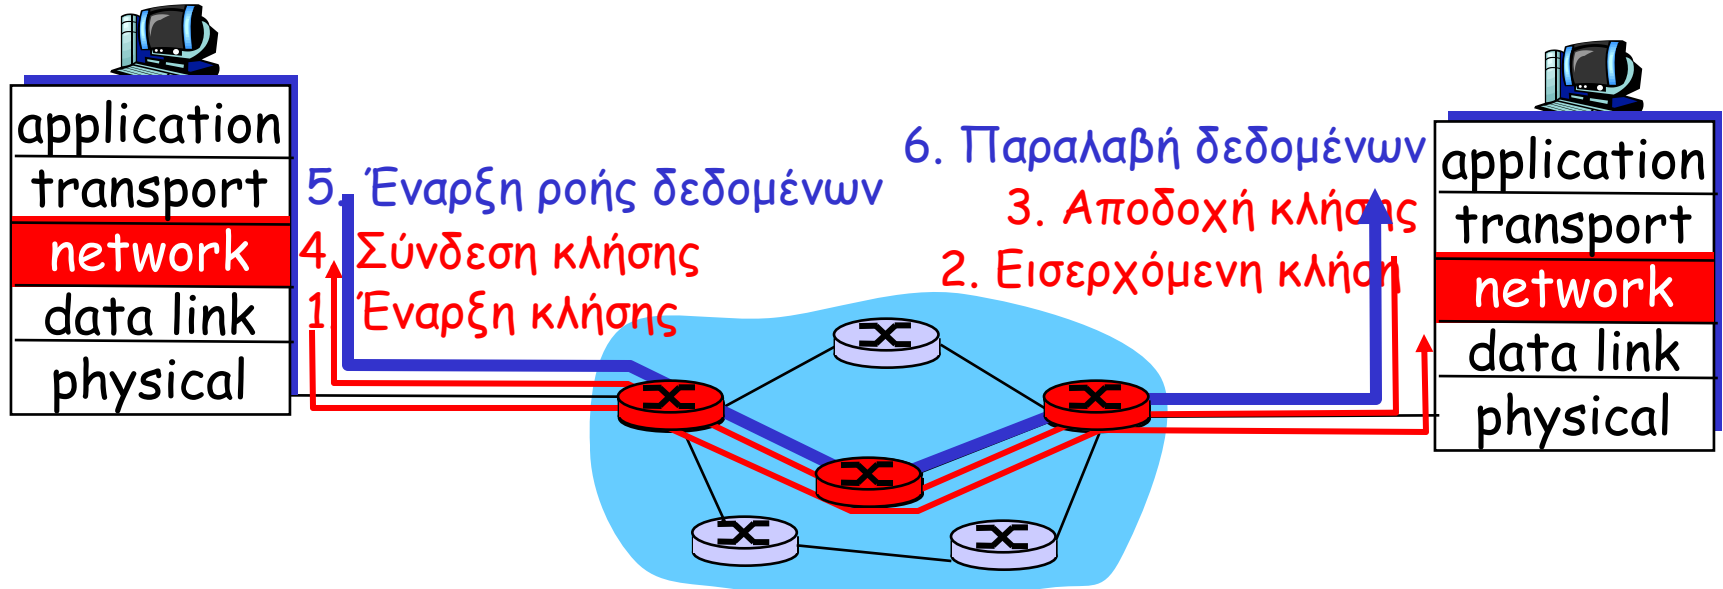 application
transport
network
data link
physical
5. Έναρξη ροής δεδομένων
4. Σύνδεση κλήσης
1. Έναρξη κλήσης
6. Παραλαβή δεδομένων
3. Αποδοχή κλήσης
2. Εισερχόμενη κλήση
application
transport
network
data link
physical